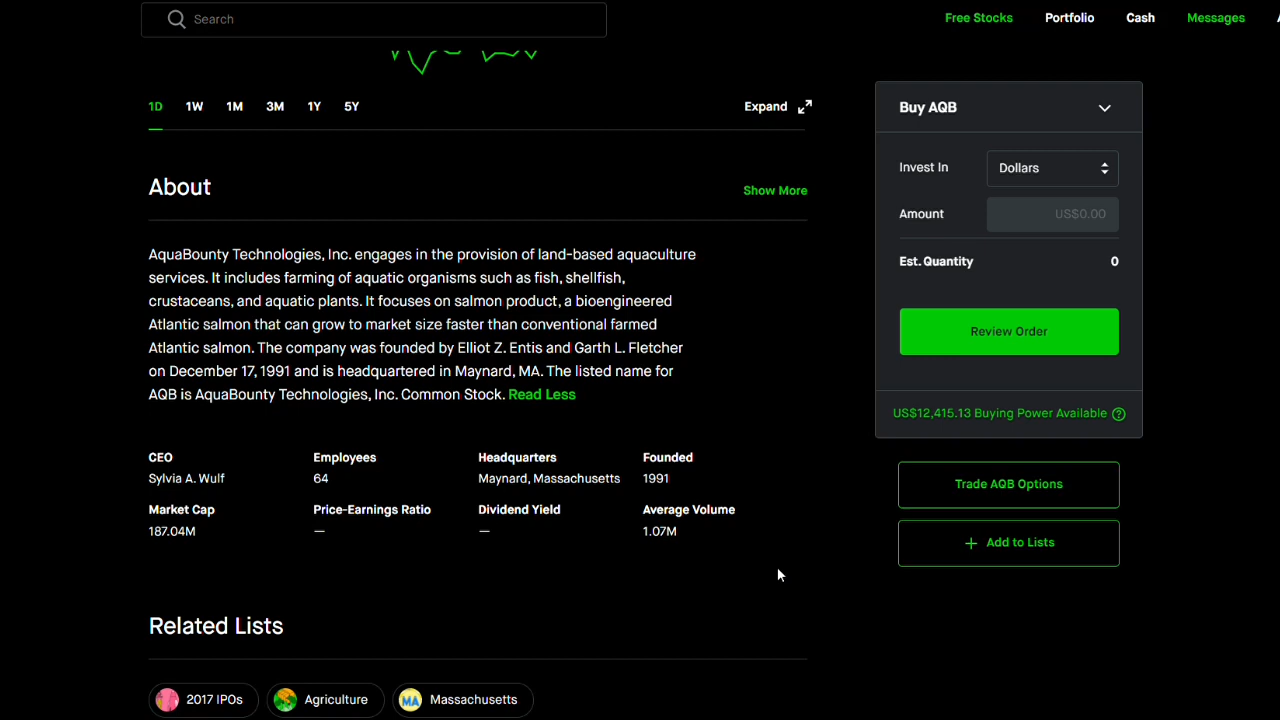 Search
Free Stocks Portfolio Cash Messages
1D 1W 1M 3M 1Y 5Y Expand
Buy AQB
Invest In Dollars
Amount US$0.00
Est. Quantity 0
Review Order
US$12,415.13 Buying Power Available
Trade AQB Options
Add to Lists
About Show More
AquaBounty Technologies, Inc. engages in the provision of land-based aquaculture
services. It includes farming of aquatic organisms such as fish, shellfish,
crustaceans, and aquatic plants. It focuses on salmon product, a bioengineered
Atlantic salmon that can grow to market size faster than conventional farmed
Atlantic salmon. The company was founded by Elliot Z. Entis and Garth L. Fletcher
on December 17, 1991 and is headquartered in Maynard, MA. The listed name for
AQB is AquaBounty Technologies, Inc. Common Stock. Read Less
CEO Employees Headquarters Founded
Sylvia A. Wulf 64 Maynard, Massachusetts 1991
Market Cap Price-Earnings Ratio Dividend Yield Average Volume
187.04M — — 1.07M
Related Lists
2017 IPOs Agriculture MA Massachusetts